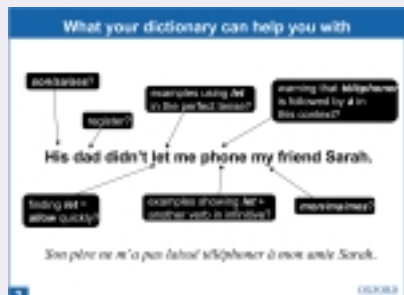 What your dictionary can help you with
son/sa/ses?
examples using let
in the perfect tense?
warning that téléphoner
is followed by à in
this context?
register?
His dad didn't let me phone my friend Sarah.
finding let =
allow quickly?
examples showing let +
another verb in infinitive?
mon/ma/mes?
Son père ne m'a pas laissé téléphoner à mon amie Sarah.
OXFORD